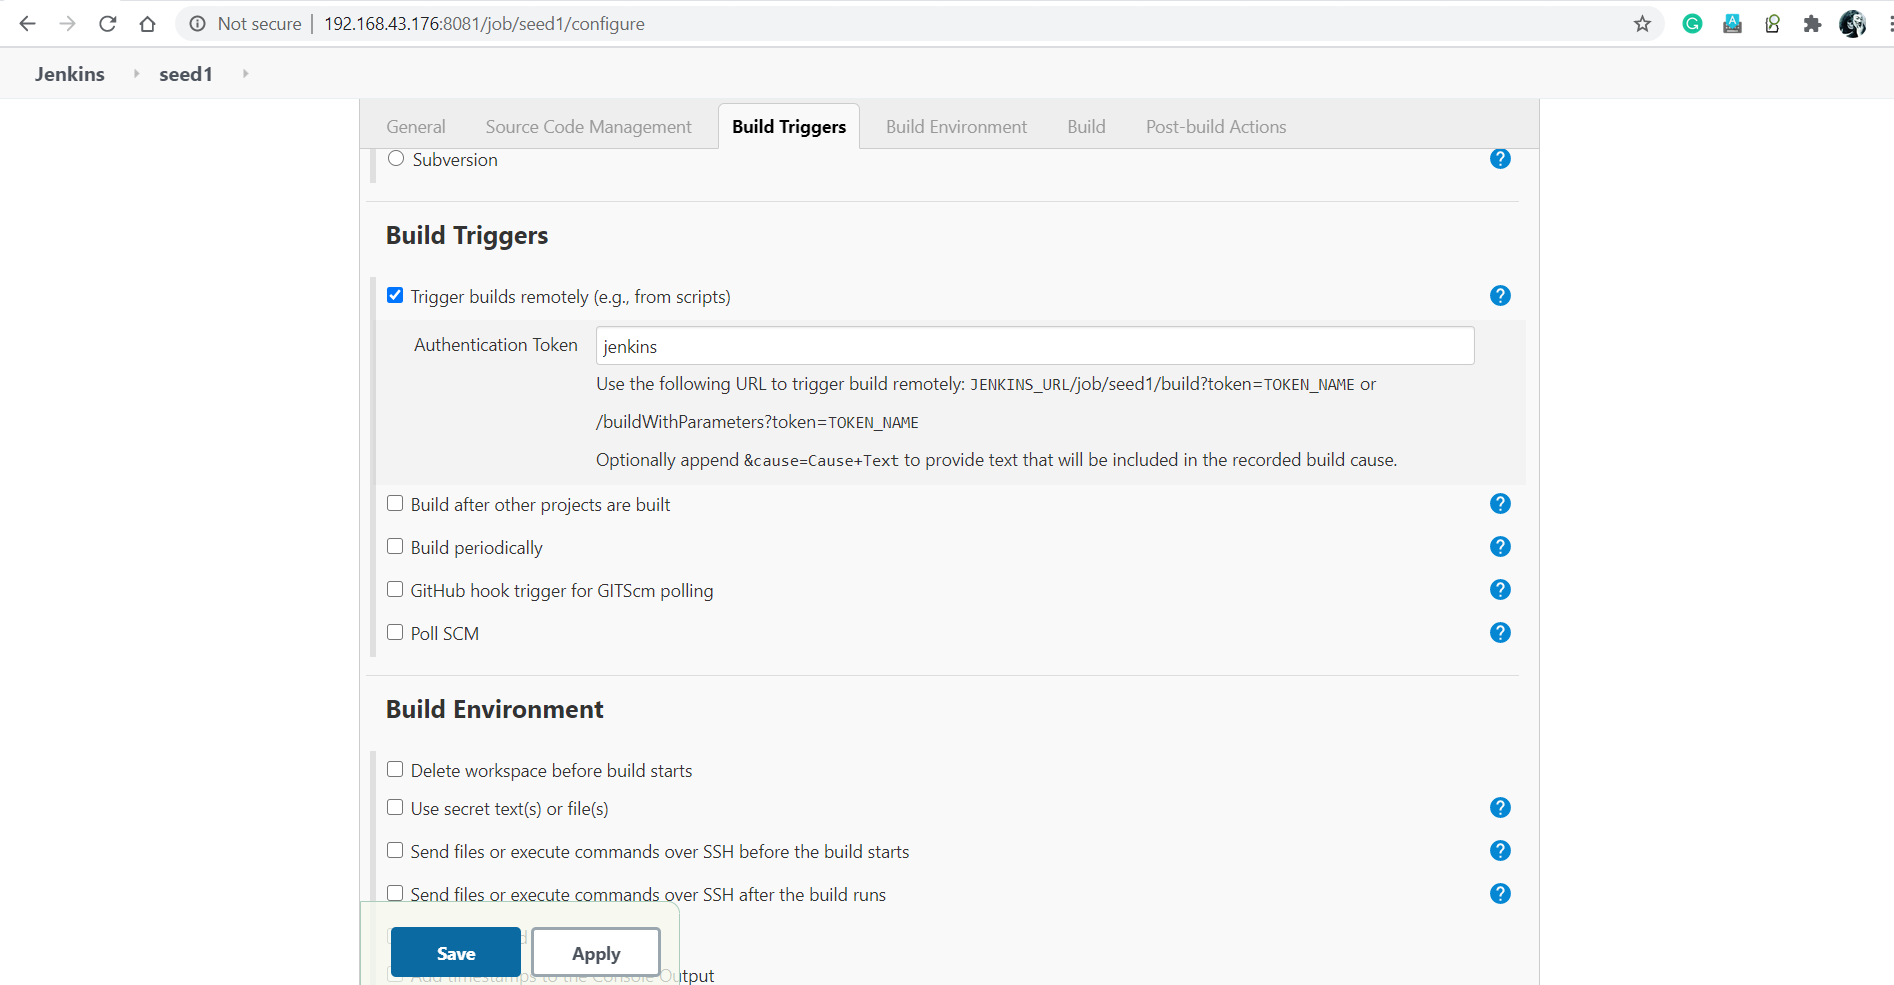 Not secure | 192.168.43.176:8081/job/seed1/configure
Jenkins seed1
General Source Code Management Build Triggers Build Environment Build Post-build Actions
Subversion ?
Build Triggers
Trigger builds remotely (e.g., from scripts) ?
Authentication Token jenkins
Use the following URL to trigger build remotely: JENKINS_URL/job/seed1/build?token=TOKEN_NAME or
/buildWithParameters?token=TOKEN_NAME
Optionally append &cause=Cause+Text to provide text that will be included in the recorded build cause.
Build after other projects are built ?
Build periodically ?
GitHub hook trigger for GITScm polling ?
Poll SCM ?
Build Environment
Delete workspace before build starts
Use secret text(s) or file(s) ?
Send files or execute commands over SSH before the build starts ?
Send files or execute commands over SSH after the build runs ?
Save Apply
Add timestamps to the Console Output